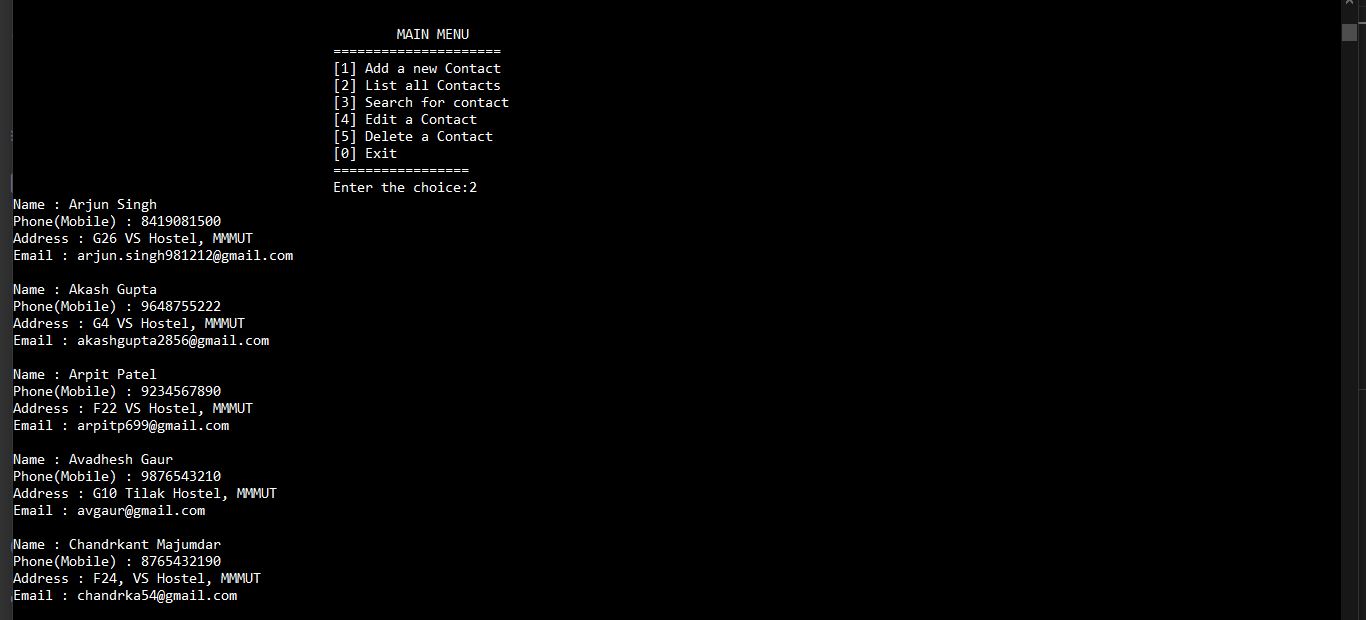 MAIN MENU
=====================
[1] Add a new Contact
[2] List all Contacts
[3] Search for contact
[4] Edit a Contact
[5] Delete a Contact
[0] Exit
=================
Enter the choice:2
Name : Arjun Singh
Phone(Mobile) : 8419081500
Address : G26 VS Hostel, MMMUT
Email : arjun.singh981212@gmail.com
Name : Akash Gupta
Phone(Mobile) : 9648755222
Address : G4 VS Hostel, MMMUT
Email : akashgupta2856@gmail.com
Name : Arpit Patel
Phone(Mobile) : 9234567890
Address : F22 VS Hostel, MMMUT
Email : arpitp699@gmail.com
Name : Avadhesh Gaur
Phone(Mobile) : 9876543210
Address : G10 Tilak Hostel, MMMUT
Email : avgaur@gmail.com
Name : Chandrkant Majumdar
Phone(Mobile) : 8765432190
Address : F24, VS Hostel, MMMUT
Email : chandrka54@gmail.com